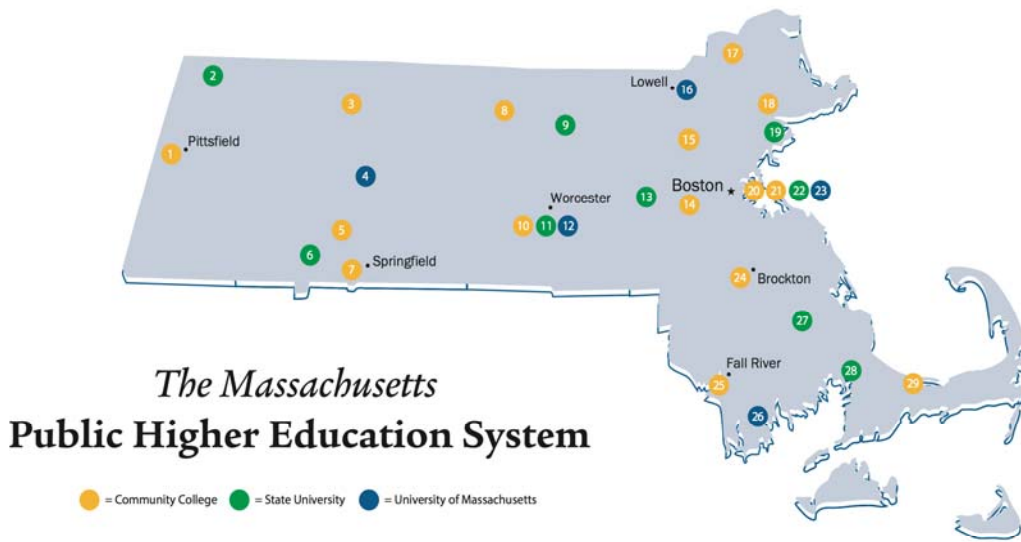 17
2
Lowell
16
3
8
18
9
19
Pittsfield
15
1
4
Boston
20
21
22
23
13
Worcester
14
10
11
12
5
6
Springfield
7
24
Brockton
27
The Massachusetts
Public Higher Education System
Fall River
28
25
29
26
= Community College
= State University
= University of Massachusetts